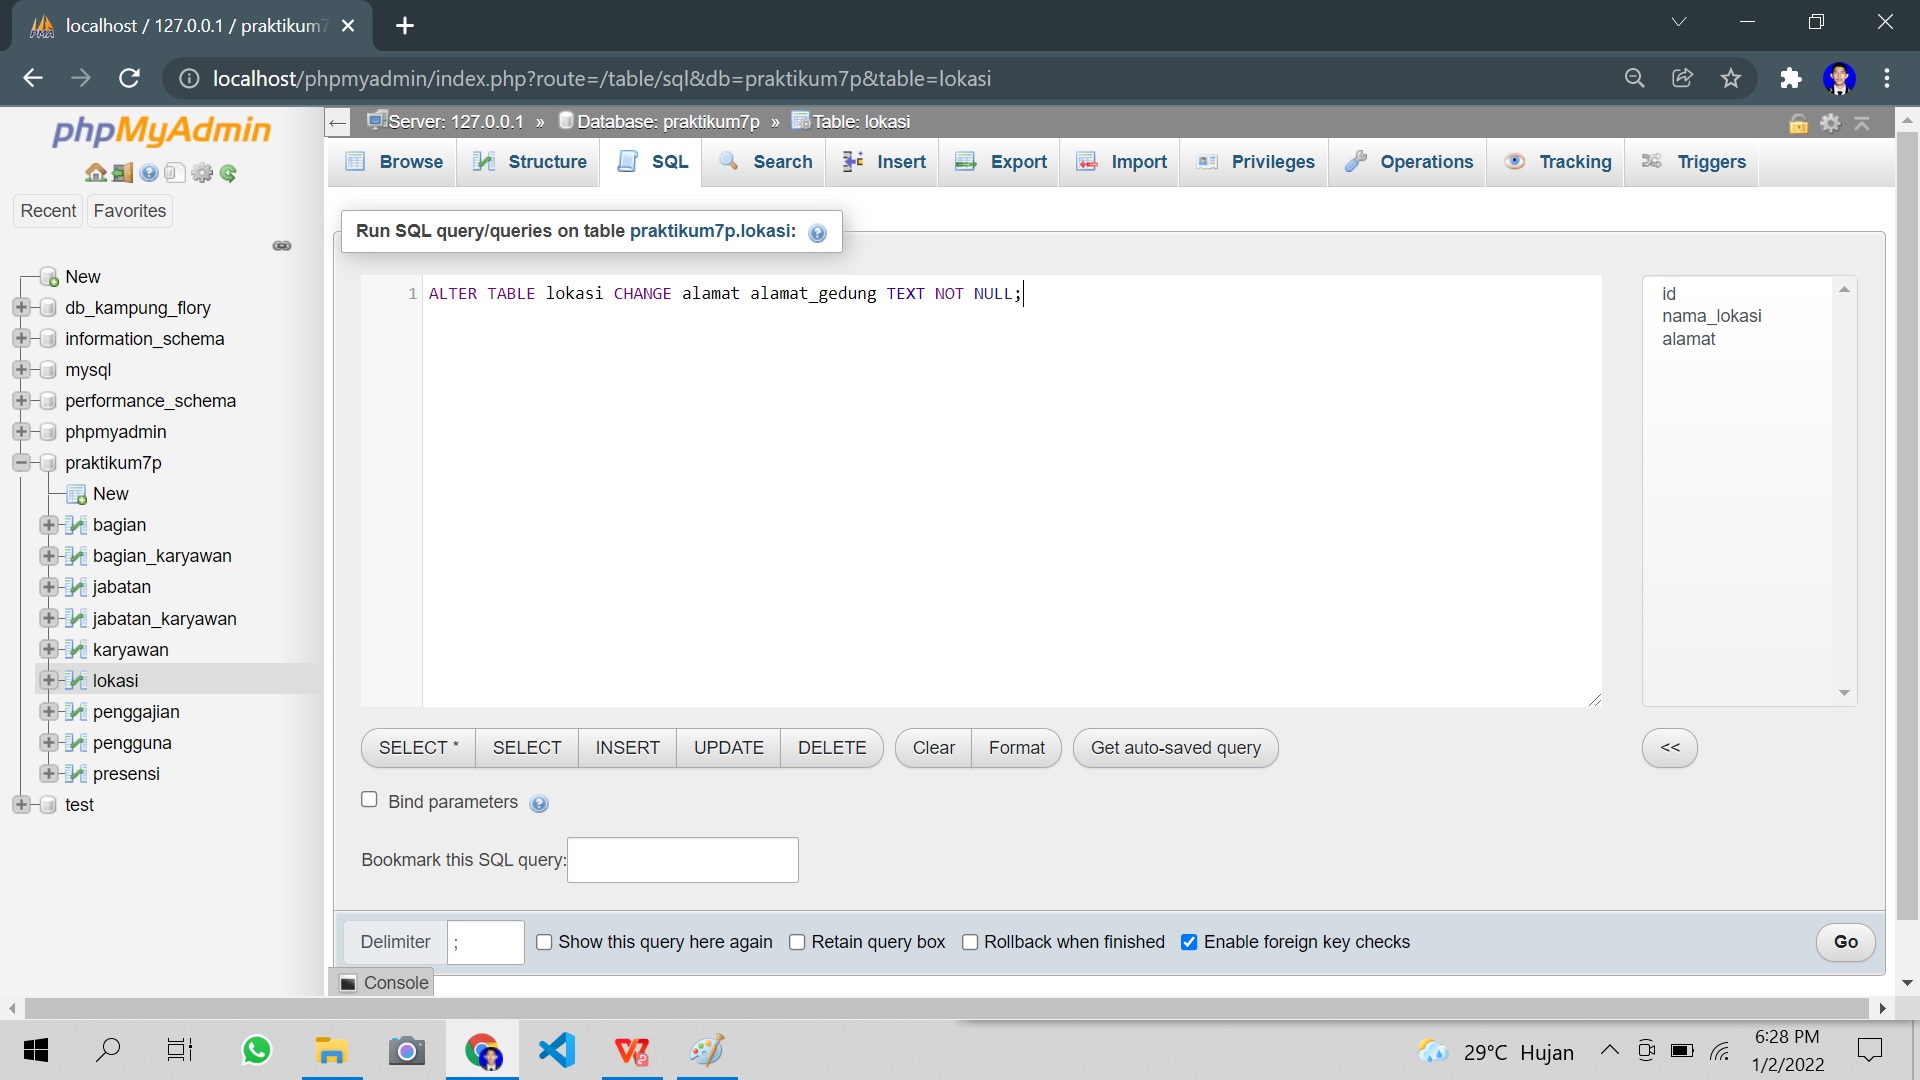 localhost / 127.0.0.1 / praktikum7
localhost/phpmyadmin/index.php?route=/table/sql&db=praktikum7p&table=lokasi
phpMyAdmin
Recent
Favorites
New
db_kampung_flory
information_schema
mysql
performance_schema
phpmyadmin
praktikum7p
New
bagian
bagian_karyawan
jabatan
jabatan_karyawan
karyawan
lokasi
penggajian
pengguna
presensi
test
Server: 127.0.0.1 » Database: praktikum7p » Table: lokasi
Browse Structure SQL Search Insert Export Import Privileges Operations Tracking Triggers
Run SQL query/queries on table praktikum7p.lokasi:
1 ALTER TABLE lokasi CHANGE alamat alamat_gedung TEXT NOT NULL;
id
nama_lokasi
alamat
SELECT * SELECT INSERT UPDATE DELETE Clear Format Get auto-saved query <<
Bind parameters
Bookmark this SQL query:
Delimiter ; Show this query here again Retain query box Rollback when finished Enable foreign key checks Go
Console
29°C Hujan
6:28 PM
1/2/2022